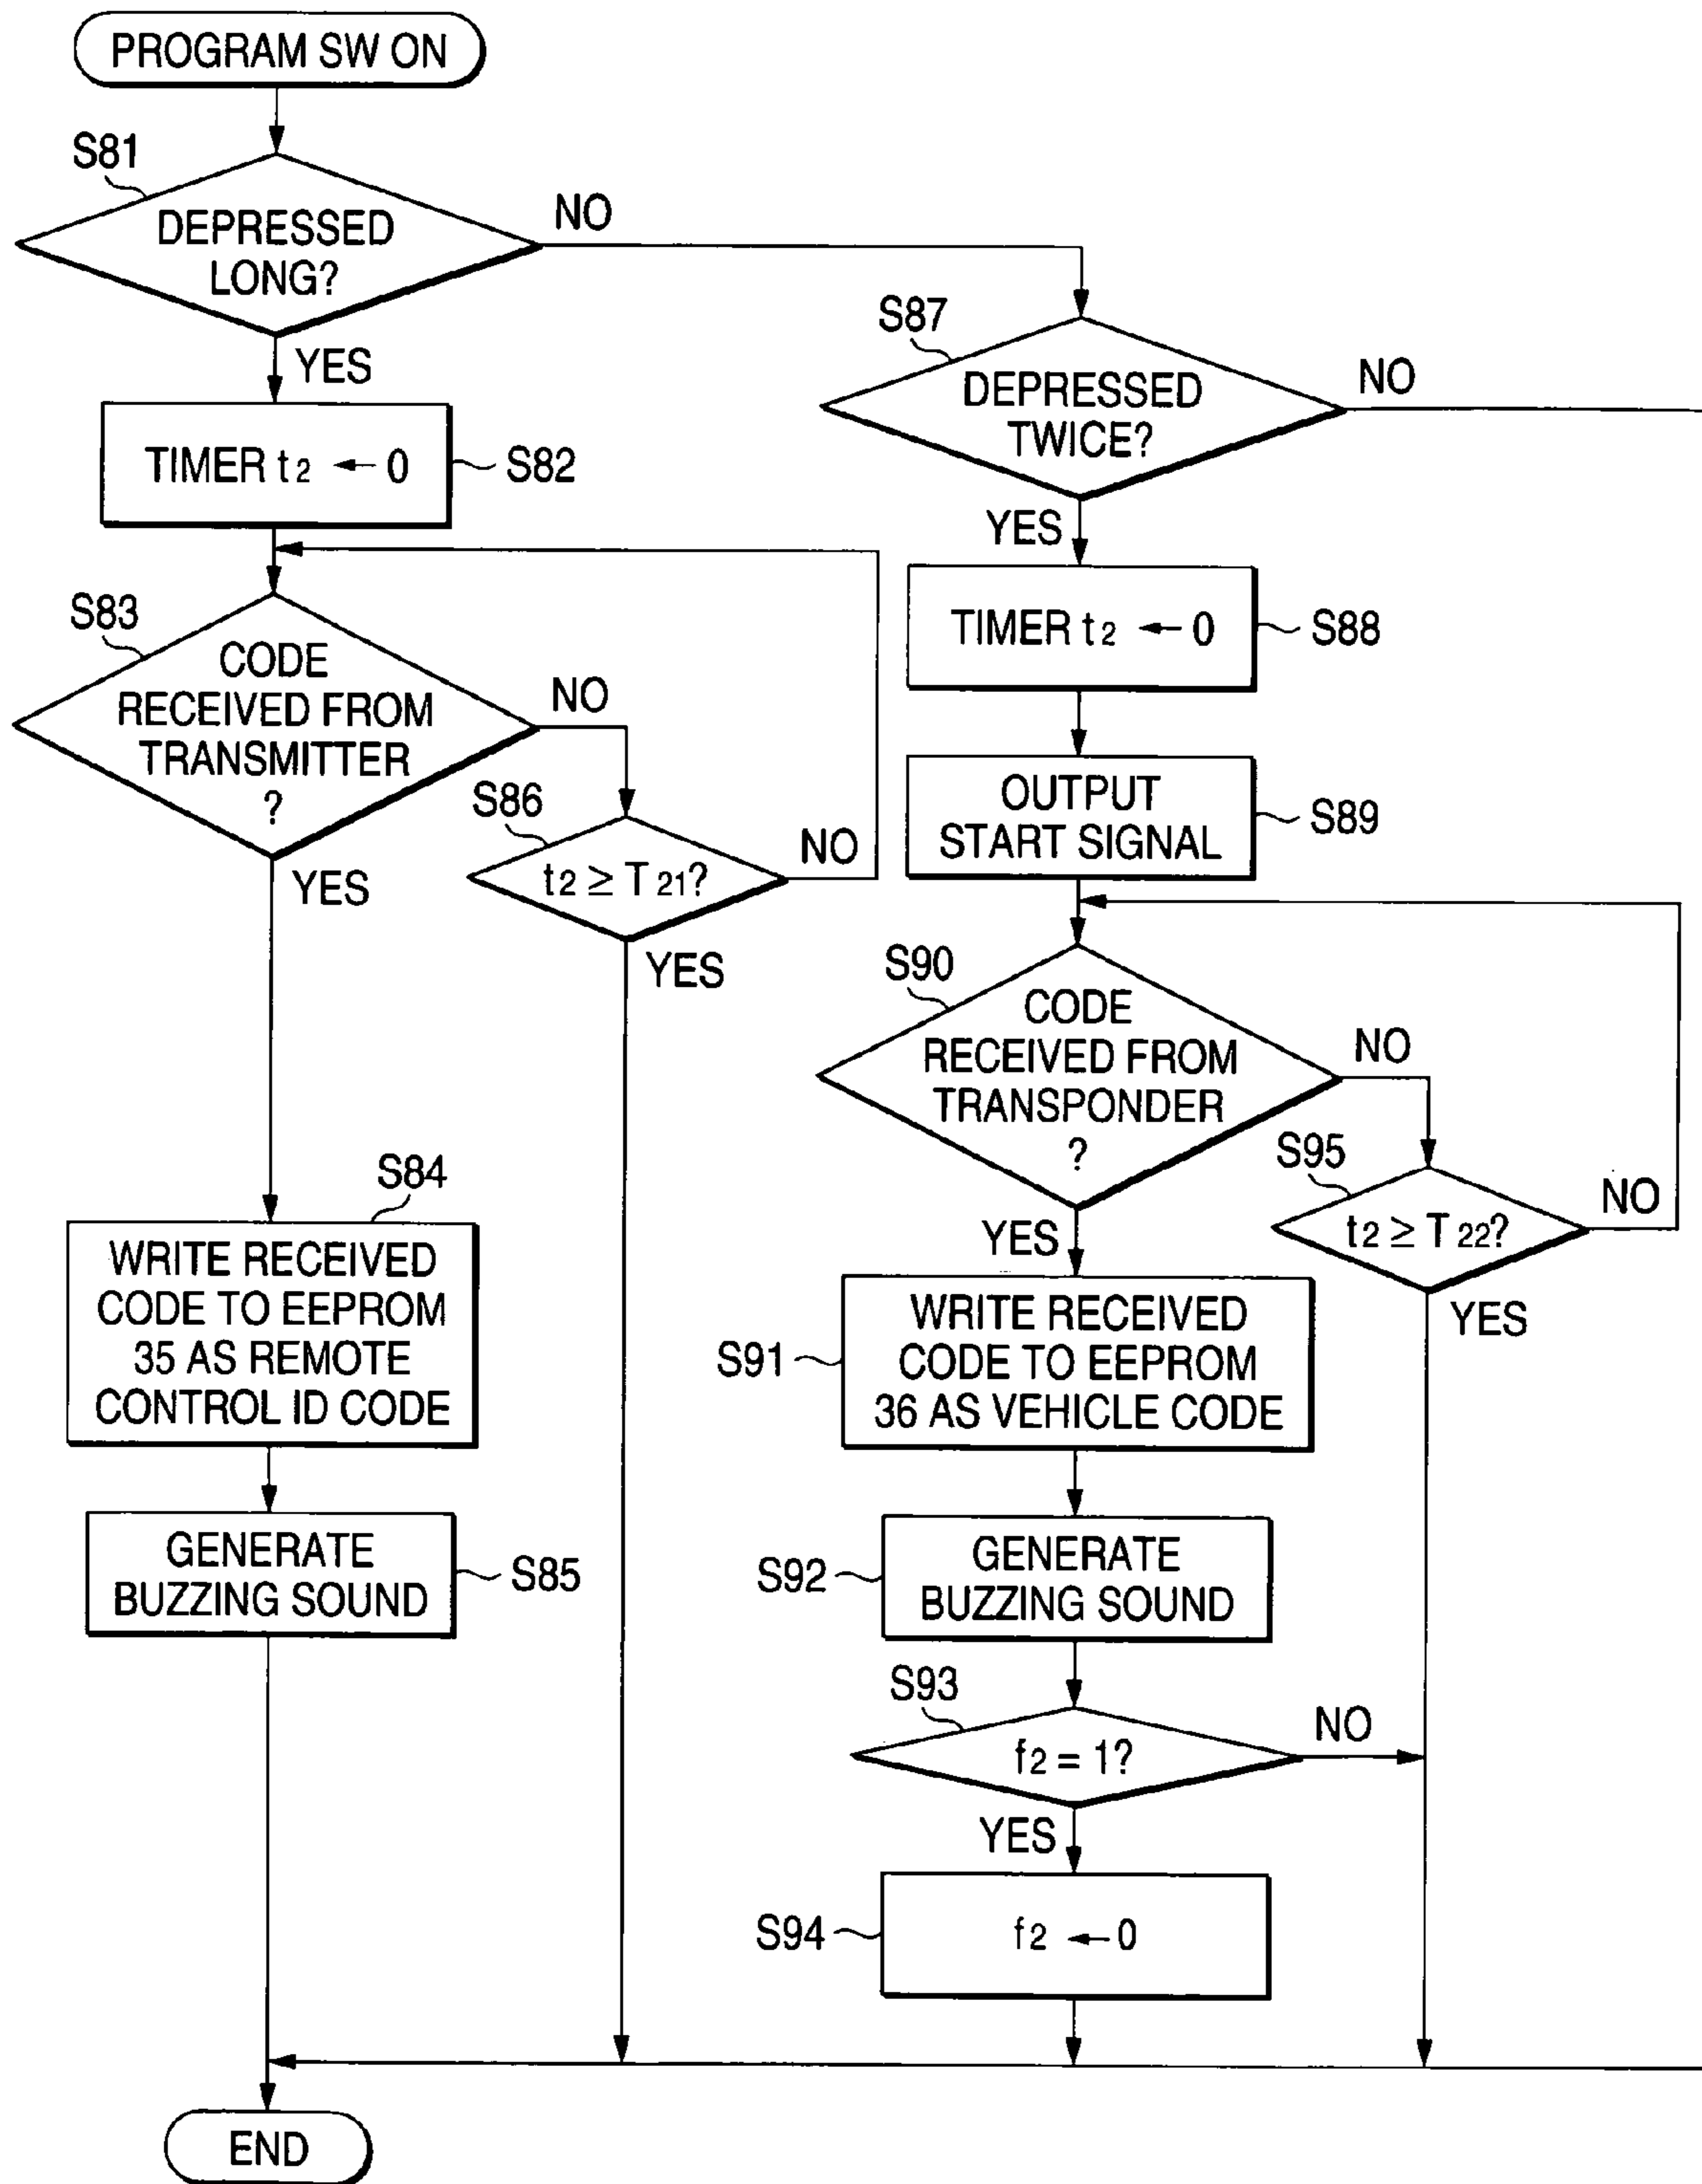 PROGRAM SW ON
S81
DEPRESSED
LONG?
NO
YES
TIMER t2 ← 0
S82
S83
CODE
RECEIVED FROM
TRANSMITTER
?
NO
YES
S86
t2 ≥ T21?
NO
YES
S84
WRITE RECEIVED
CODE TO EEPROM
35 AS REMOTE
CONTROL ID CODE
GENERATE
BUZZING SOUND
S85
S87
DEPRESSED
TWICE?
NO
YES
TIMER t2 ← 0
S88
OUTPUT
START SIGNAL
S89
S90
CODE
RECEIVED FROM
TRANSPONDER
?
NO
YES
S95
t2 ≥ T22?
NO
YES
S91
WRITE RECEIVED
CODE TO EEPROM
36 AS VEHICLE CODE
S92
GENERATE
BUZZING SOUND
S93
f2 = 1?
NO
YES
S94
f2 ← 0
END